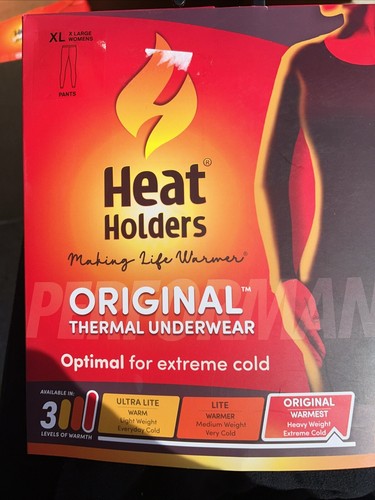 XL X LARGE
WOMENS
PANTS
Heat®
Holders
Making Life Warmer®
PERFORMAN
ORIGINAL™
THERMAL UNDERWEAR
Optimal for extreme cold
AVAILABLE IN:
3
LEVELS OF WARMTH
ULTRA LITE
WARM
Light Weight
Everyday Cold
LITE
WARMER
Medium Weight
Very Cold
ORIGINAL
WARMEST
Heavy Weight
Extreme Cold